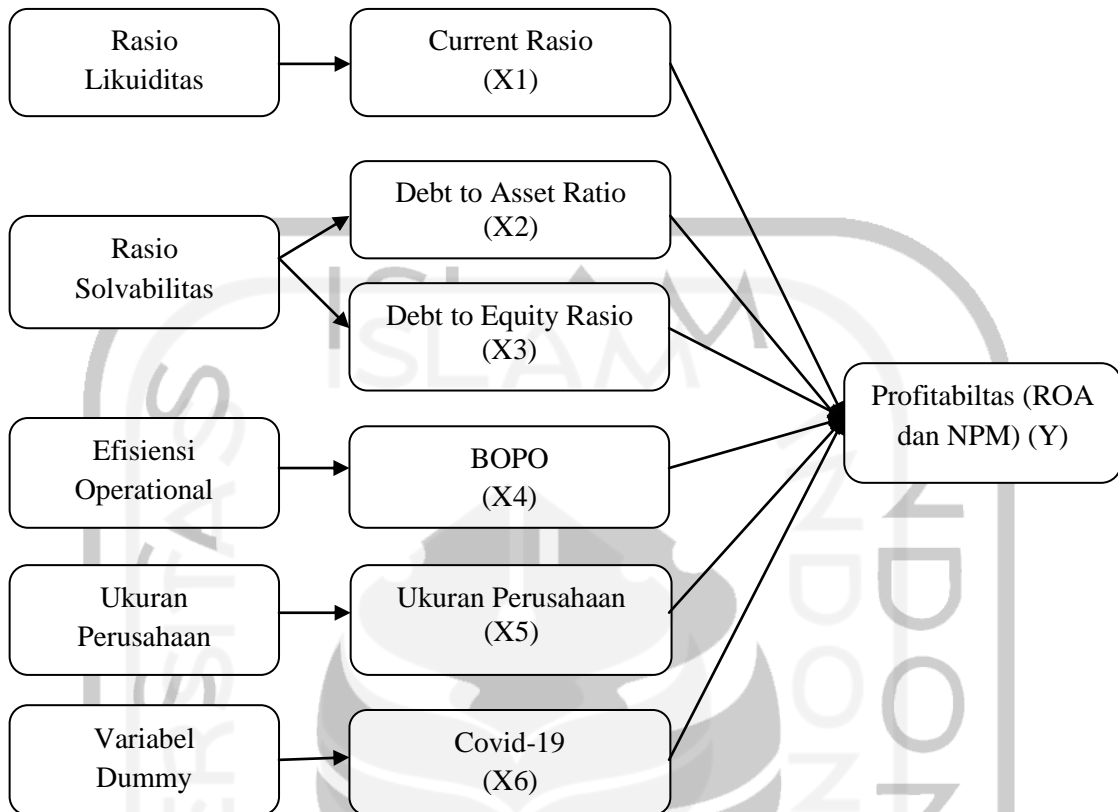 Rasio
Likuiditas
Current Rasio
(X1)
Rasio
Solvabilitas
Debt to Asset Ratio
(X2)
Debt to Equity Rasio
(X3)
Efisiensi
Operational
BOPO
(X4)
Ukuran
Perusahaan
Ukuran Perusahaan
(X5)
Variabel
Dummy
Covid-19
(X6)
Profitabiltas (ROA
dan NPM) (Y)
ISLAM